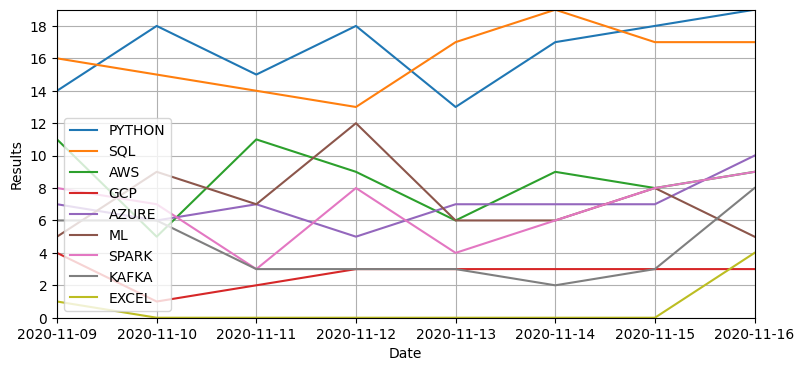 18
16
14
12
10
8
6
4
2
0
Results
PYTHON
SQL
AWS
GCP
AZURE
ML
SPARK
KAFKA
EXCEL
2020-11-09 2020-11-10 2020-11-11 2020-11-12 2020-11-13 2020-11-14 2020-11-15 2020-11-16
Date